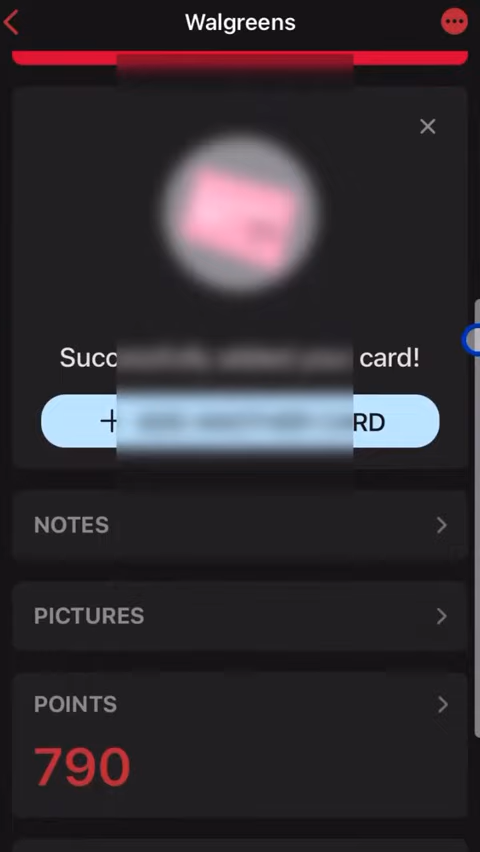 Walgreens
Succ card!
+ RD
NOTES
PICTURES
POINTS
790